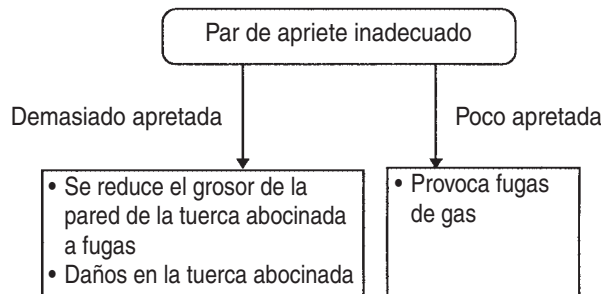 Par de apriete inadecuado
Demasiado apretada
Poco apretada
• Se reduce el grosor de la
pared de la tuerca abocinada
a fugas
• Daños en la tuerca abocinada
• Provoca fugas
de gas